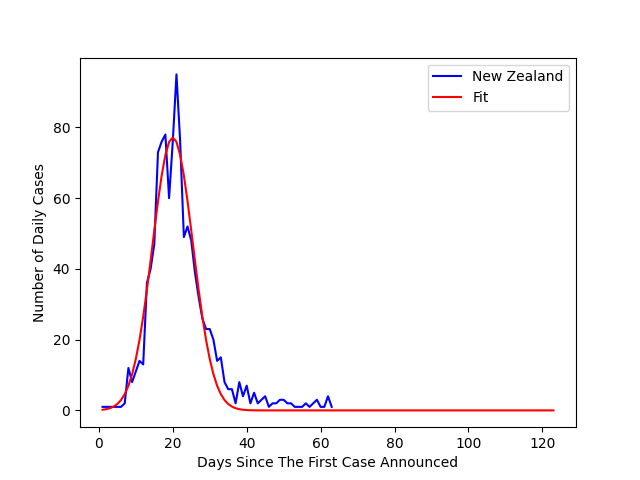 New Zealand
Fit
Number of Daily Cases
80
60
40
20
0
0 20 40 60 80 100 120
Days Since The First Case Announced